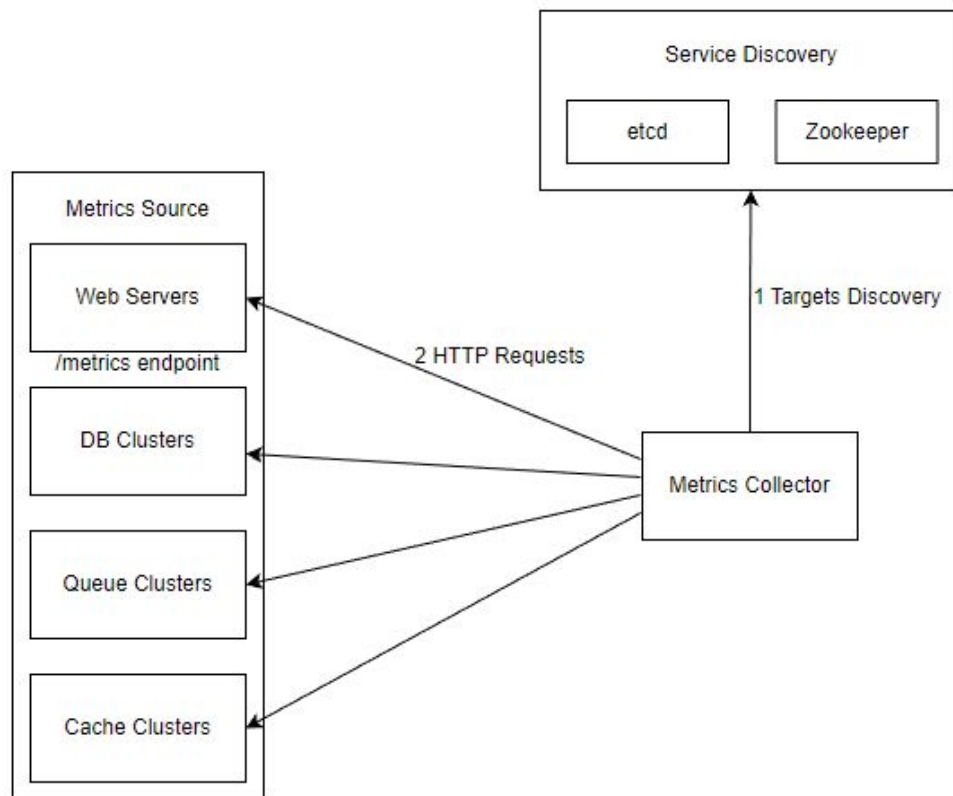 Service Discovery
etcd
Zookeeper
Metrics Source
Web Servers
/metrics endpoint
DB Clusters
Queue Clusters
Cache Clusters
2 HTTP Requests
1 Targets Discovery
Metrics Collector